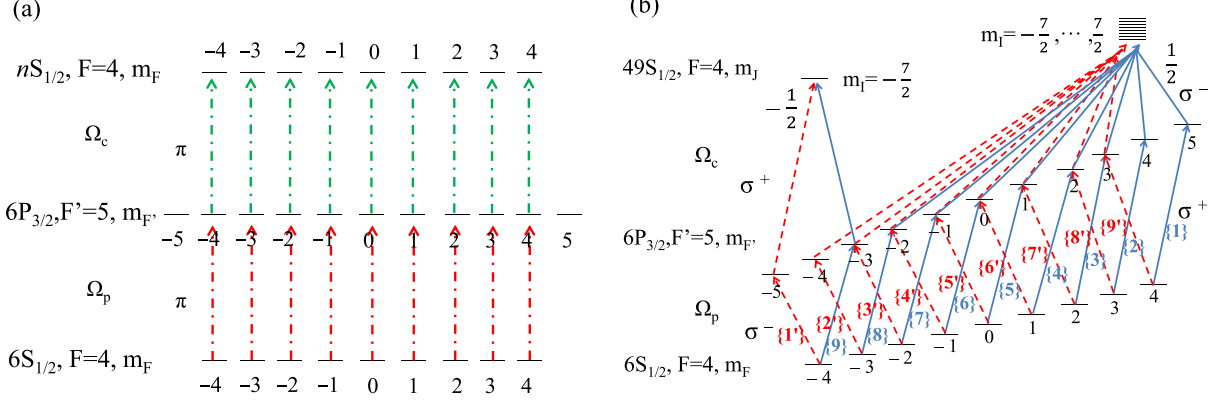 (a)
−4 −3 −2 −1 0 1 2 3 4
nS1/2, F=4, mF
Ωc
π
6P3/2,F'=5, mF'
−5 −4 −3 −2 −1 0 1 2 3 4 5
Ωp
π
6S1/2, F=4, mF
−4 −3 −2 −1 0 1 2 3 4
(b)
mI=−7/2,⋯,7/2
49S1/2, F=4, mJ
mI=−7/2
−1/2
1/2
σ−
Ωc
σ+
5
4
3
2
1
0
−1
−2
−3
−4
−5
σ+
6P3/2,F'=5, mF'
{1'} {2'} {3'} {4'} {5'} {6'} {7'} {8'} {9'}
{9} {8} {7} {6} {5} {4} {3} {2} {1}
Ωp
σ−
6S1/2, F=4, mF
−4 −3 −2 −1 0 1 2 3 4